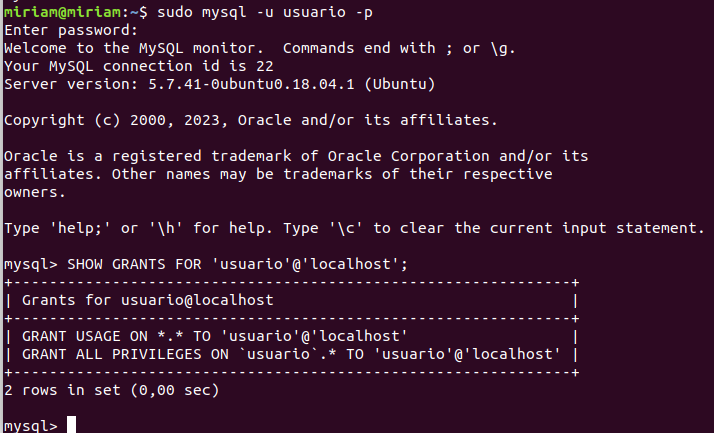 miriam@miriam:~$ sudo mysql -u usuario -p
Enter password:
Welcome to the MySQL monitor.  Commands end with ; or \g.
Your MySQL connection id is 22
Server version: 5.7.41-0ubuntu0.18.04.1 (Ubuntu)

Copyright (c) 2000, 2023, Oracle and/or its affiliates.

Oracle is a registered trademark of Oracle Corporation and/or its
affiliates. Other names may be trademarks of their respective
owners.

Type 'help;' or '\h' for help. Type '\c' to clear the current input statement.

mysql> SHOW GRANTS FOR 'usuario'@'localhost';
+--------------------------------------------------------------+
| Grants for usuario@localhost                                 |
+--------------------------------------------------------------+
| GRANT USAGE ON *.* TO 'usuario'@'localhost'                  |
| GRANT ALL PRIVILEGES ON `usuario`.* TO 'usuario'@'localhost' |
+--------------------------------------------------------------+
2 rows in set (0,00 sec)

mysql>